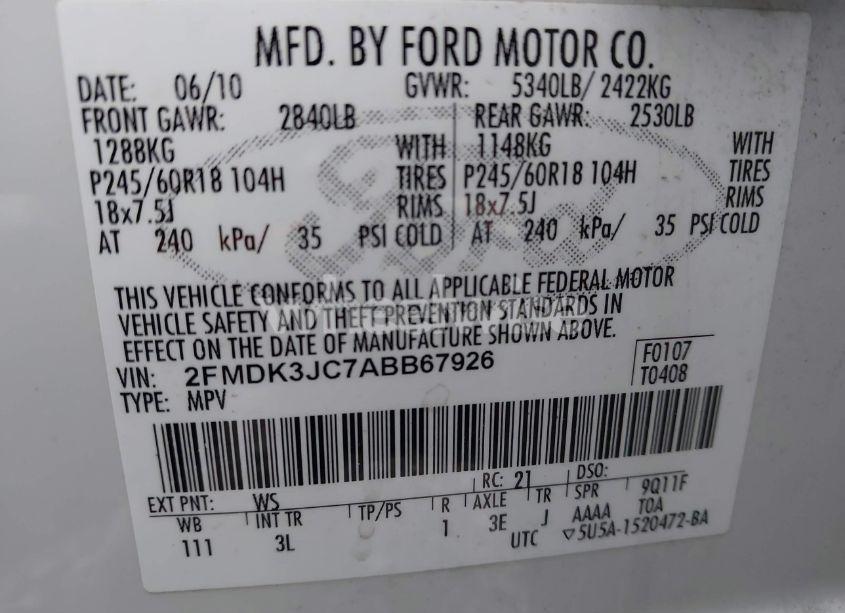 MFD. BY FORD MOTOR CO.
DATE: 06/10 GVWR: 5340LB/ 2422KG
FRONT GAWR: 2840LB REAR GAWR: 2530LB
1288KG WITH 1148KG WITH
P245/60R18 104H TIRES P245/60R18 104H TIRES
18x7.5J RIMS 18x7.5J RIMS
AT 240 kPa/ 35 PSI COLD AT 240 kPa/ 35 PSI COLD
Ford
THIS VEHICLE CONFORMS TO ALL APPLICABLE FEDERAL MOTOR
VEHICLE SAFETY AND THEFT PREVENTION STANDARDS IN
EFFECT ON THE DATE OF MANUFACTURE SHOWN ABOVE.
VIN: 2FMDK3JC7ABB67926 F0107
TYPE: MPV T0408
RC: 21 DSO:
EXT PNT: WS
WB INT TR TP/PS R AXLE TR SPR 9Q11F
111 3L 1 3E J AAAA TOA
UTC ▽5U5A-1520472-BA